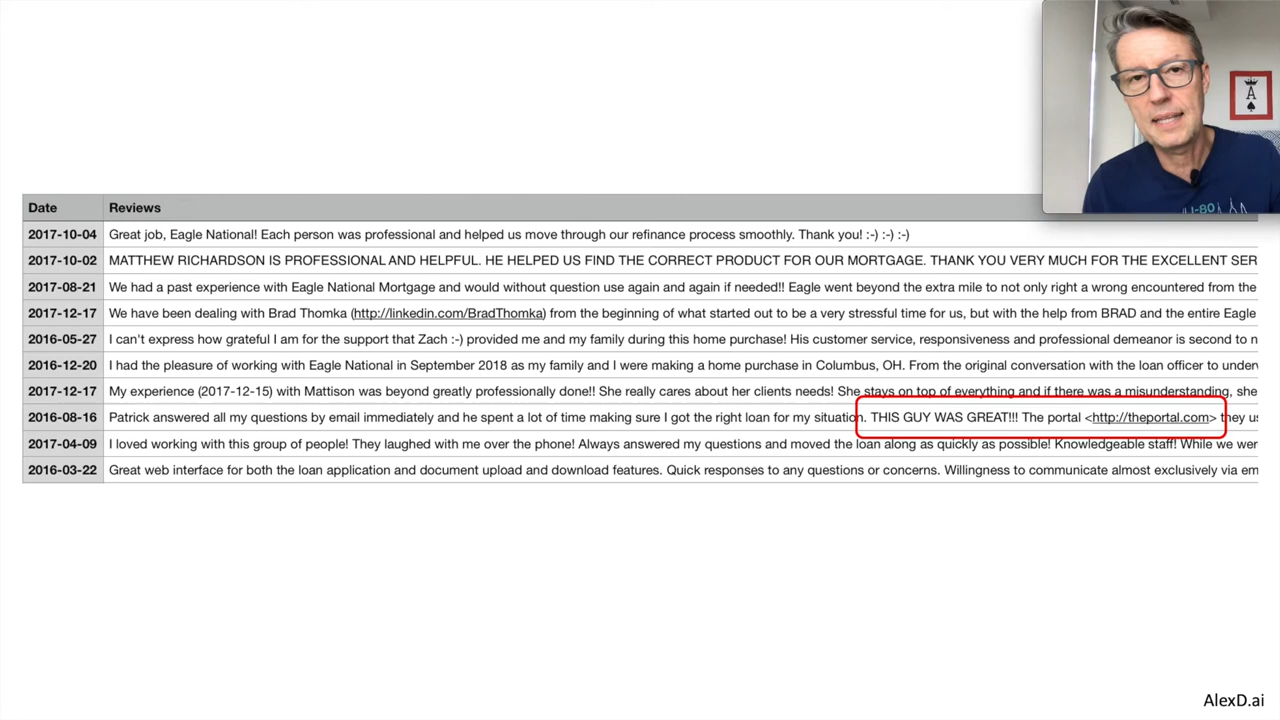 A
Date Reviews
2017-10-04 Great job, Eagle National! Each person was professional and helped us move through our refinance process smoothly. Thank you! :-) :-) :-)
2017-10-02 MATTHEW RICHARDSON IS PROFESSIONAL AND HELPFUL. HE HELPED US FIND THE CORRECT PRODUCT FOR OUR MORTGAGE. THANK YOU VERY MUCH FOR THE EXCELLENT SER
2017-08-21 We had a past experience with Eagle National Mortgage and would without question use again and again if needed!! Eagle went beyond the extra mile to not only right a wrong encountered from the
2017-12-17 We have been dealing with Brad Thomka (http://linkedin.com/BradThomka) from the beginning of what started out to be a very stressful time for us, but with the help from BRAD and the entire Eagle
2016-05-27 I can't express how grateful I am for the support that Zach :-) provided me and my family during this home purchase! His customer service, responsiveness and professional demeanor is second to n
2016-12-20 I had the pleasure of working with Eagle National in September 2018 as my family and I were making a home purchase in Columbus, OH. From the original conversation with the loan officer to underv
2017-12-17 My experience (2017-12-15) with Mattison was beyond greatly professionally done!! She really cares about her clients needs! She stays on top of everything and if there was a misunderstanding, she
2016-08-16 Patrick answered all my questions by email immediately and he spent a lot of time making sure I got the right loan for my situation. THIS GUY WAS GREAT!!! The portal <http://theportal.com> they us
2017-04-09 I loved working with this group of people! They laughed with me over the phone! Always answered my questions and moved the loan along as quickly as possible! Knowledgeable staff! While we wer
2016-03-22 Great web interface for both the loan application and document upload and download features. Quick responses to any questions or concerns. Willingness to communicate almost exclusively via em
AlexD.ai